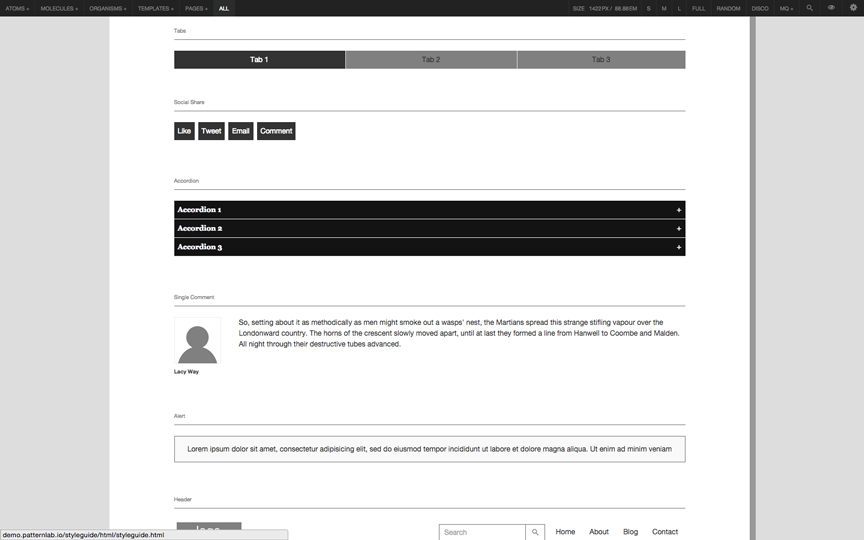 ATOMS MOLECULES ORGANISMS TEMPLATES PAGES ALL SIZE 1422PX / 88.88EM S M L FULL RANDOM DISCO MQ
Tabs
Tab 1 Tab 2 Tab 3
Social Share
Like Tweet Email Comment
Accordion
Accordion 1 +
Accordion 2 +
Accordion 3 +
Single Comment
So, setting about it as methodically as men might smoke out a wasps' nest, the Martians spread this strange stifling vapour over the
Londonward country. The horns of the crescent slowly moved apart, until at last they formed a line from Hanwell to Coombe and Malden.
All night through their destructive tubes advanced.
Lacy Way
Alert
Lorem ipsum dolor sit amet, consectetur adipisicing elit, sed do eiusmod tempor incididunt ut labore et dolore magna aliqua. Ut enim ad minim veniam
Header
Search Home About Blog Contact
demo.patternlab.io/styleguide/html/styleguide.html